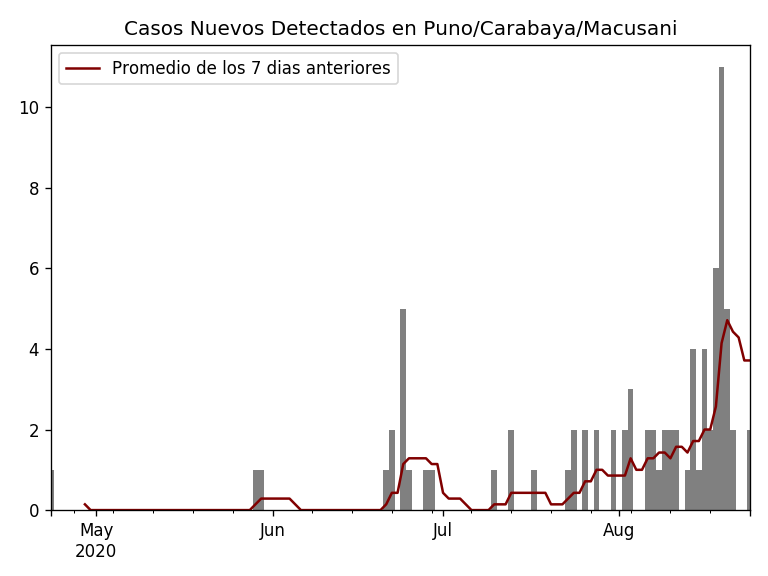 Casos Nuevos Detectados en Puno/Carabaya/Macusani
Promedio de los 7 dias anteriores
10
8
6
4
2
0
May Jun Jul Aug
2020